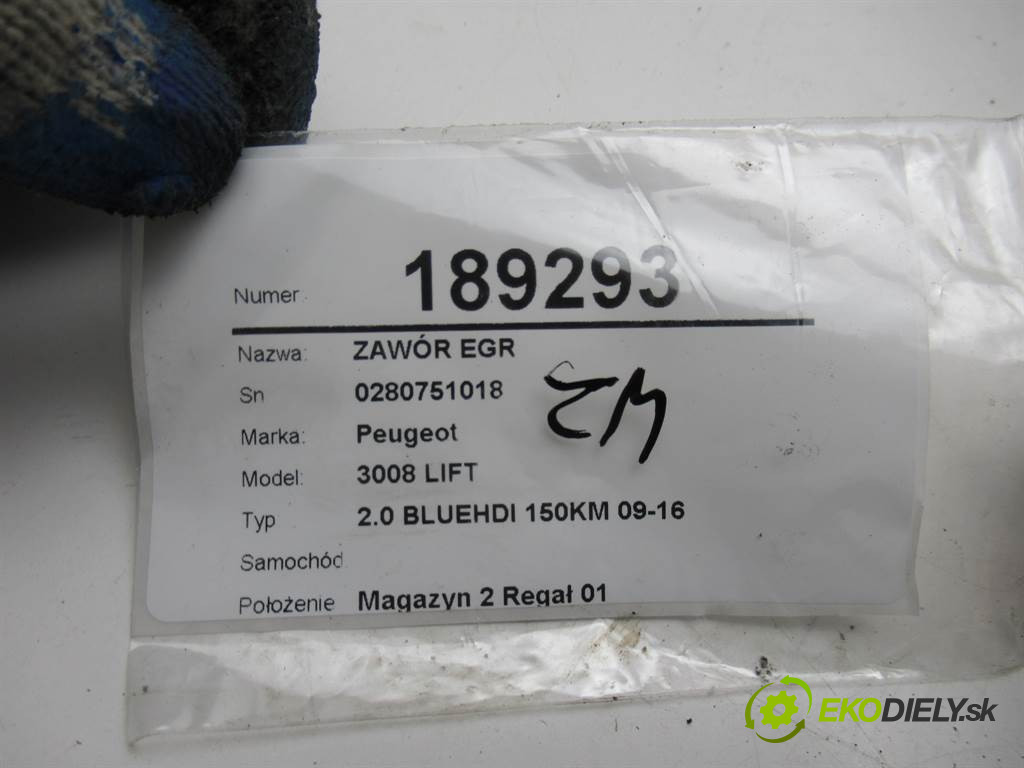 Numer 189293
Nazwa: ZAWÓR EGR
Sn 0280751018
Marka: Peugeot
Model: 3008 LIFT
Typ 2.0 BLUEHDI 150KM 09-16
Samochód
Położenie Magazyn 2 Regał 01
EKODIELY.sk